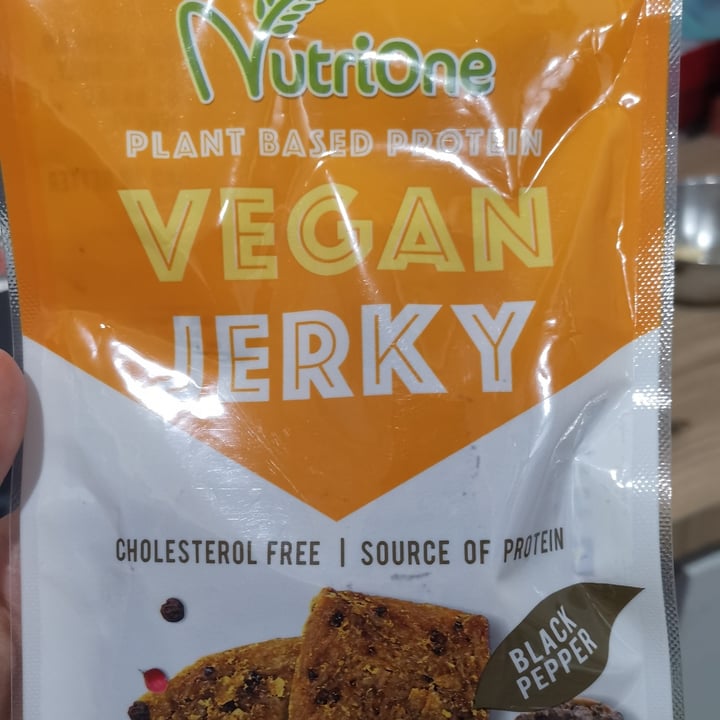 NutriOne
PLANT BASED PROTEIN
VEGAN
JERKY
CHOLESTEROL FREE | SOURCE OF PROTEIN
BLACK
PEPPER